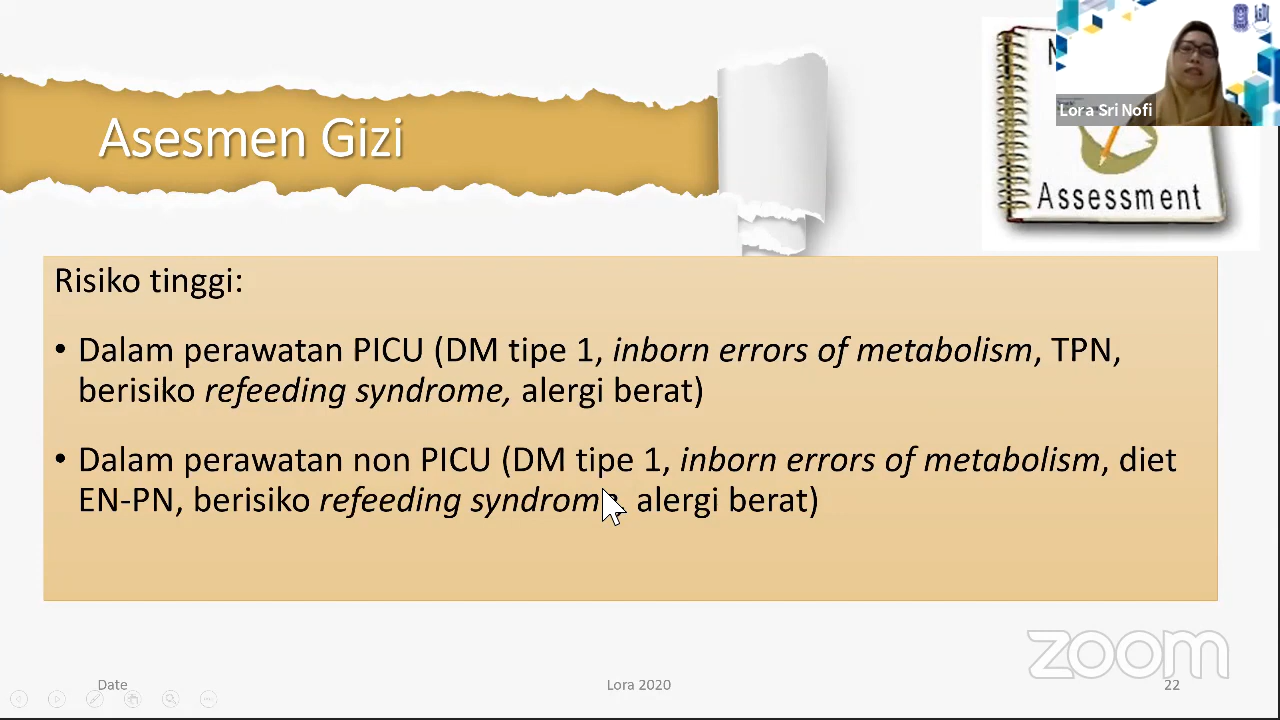 Asesmen Gizi
Lora Sri Nofi
Assessment
Risiko tinggi:
• Dalam perawatan PICU (DM tipe 1, inborn errors of metabolism, TPN,
berisiko refeeding syndrome, alergi berat)
• Dalam perawatan non PICU (DM tipe 1, inborn errors of metabolism, diet
EN-PN, berisiko refeeding syndrome, alergi berat)
zoom
Date
Lora 2020
22